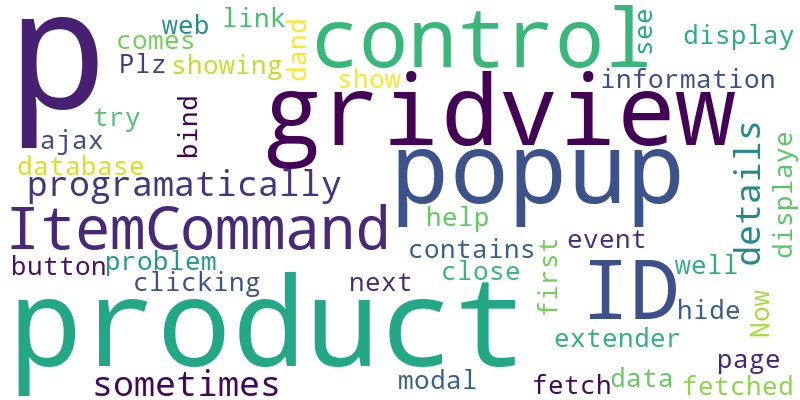 p
comes
web
link
dand
control
see
display
Plz
showing
show
information
try
bind
gridview
ajax
database
popup
details
displaye
programatically
ItemCommand
help
button
problem
contains
event
clicking
next
close
first
ID
well
hide
Now
product
extender
page
sometimes
modal
fetch
data
fetched